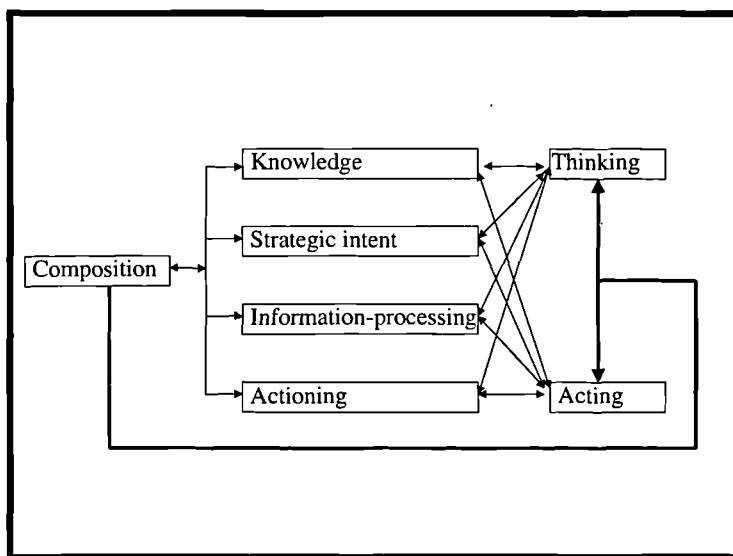 Knowledge
Thinking
Strategic intent
Composition
Information-processing
Actioning
Acting